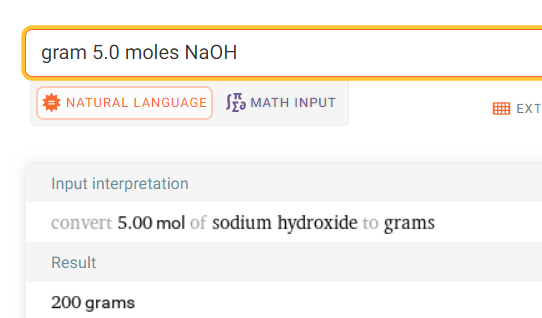 gram 5.0 moles NaOH
NATURAL LANGUAGE
∫π Σ∂ MATH INPUT
EXT
Input interpretation
convert 5.00 mol of sodium hydroxide to grams
Result
200 grams